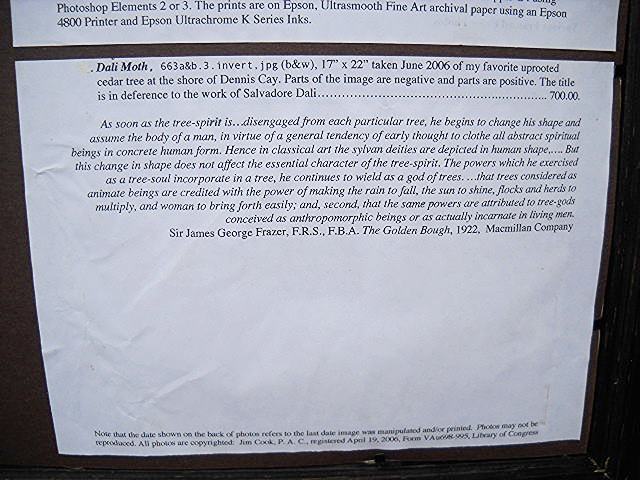 Photoshop Elements 2 or 3. The prints are on Epson, Ultrasmooth Fine Art archival paper using an Epson
4800 Printer and Epson Ultrachrome K Series Inks.
. Dali Moth, 663a&b.3.invert.jpg (b&w), 17" x 22" taken June 2006 of my favorite uprooted
cedar tree at the shore of Dennis Cay. Parts of the image are negative and parts are positive. The title
is in deference to the work of Salvadore Dali.................................................................. 700.00.
As soon as the tree-spirit is...disengaged from each particular tree, he begins to change his shape and
assume the body of a man, in virtue of a general tendency of early thought to clothe all abstract spiritual
beings in concrete human form. Hence in classical art the sylvan deities are depicted in human shape,.... But
this change in shape does not affect the essential character of the tree-spirit. The powers which he exercised
as a tree-soul incorporate in a tree, he continues to wield as a god of trees. ...that trees considered as
animate beings are credited with the power of making the rain to fall, the sun to shine, flocks and herds to
multiply, and woman to bring forth easily; and, second, that the same powers are attributed to tree-gods
conceived as anthropomorphic beings or as actually incarnate in living men.
Sir James George Frazer, F.R.S., F.B.A. The Golden Bough, 1922, Macmillan Company
Note that the date shown on the back of photos refers to the last date image was manipulated and/or printed. Photos may not be
reproduced. All photos are copyrighted: Jim Cook, P. A. C., registered April 19, 2006, Form VAu698-995, Library of Congress